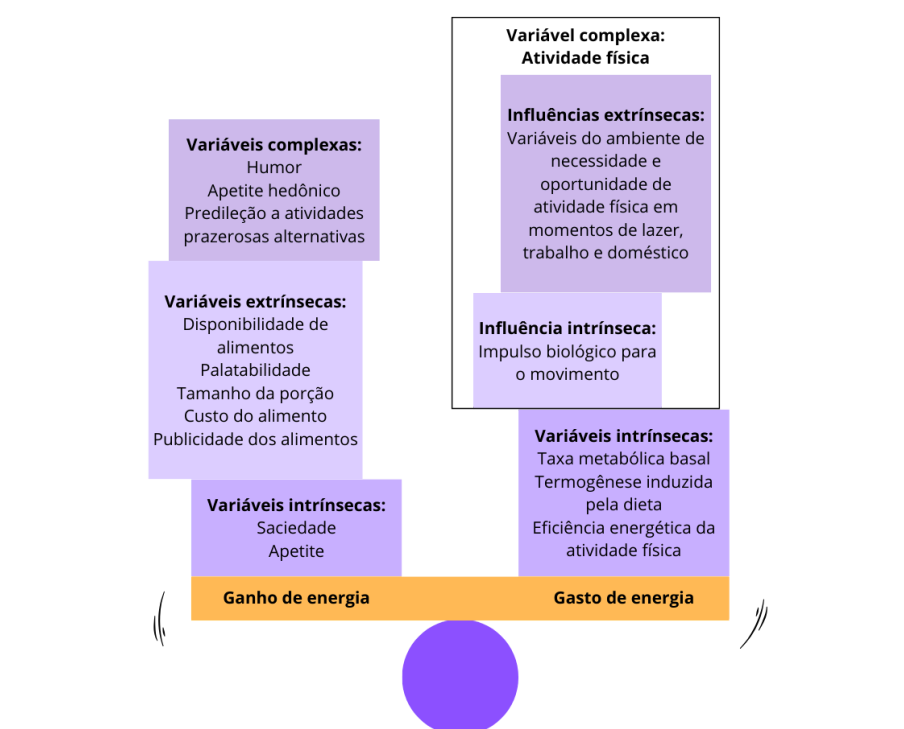 Variável complexa:
Atividade física
Influências extrínsecas:
Variáveis do ambiente de
necessidade e
oportunidade de
atividade física em
momentos de lazer,
trabalho e doméstico
Influência intrínseca:
Impulso biológico para
o movimento
Variáveis intrínsecas:
Taxa metabólica basal
Termogênese induzida
pela dieta
Eficiência energética da
atividade física
Variáveis complexas:
Humor
Apetite hedônico
Predileção a atividades
prazerosas alternativas
Variáveis extrínsecas:
Disponibilidade de
alimentos
Palatabilidade
Tamanho da porção
Custo do alimento
Publicidade dos alimentos
Variáveis intrínsecas:
Saciedade
Apetite
Ganho de energia
Gasto de energia